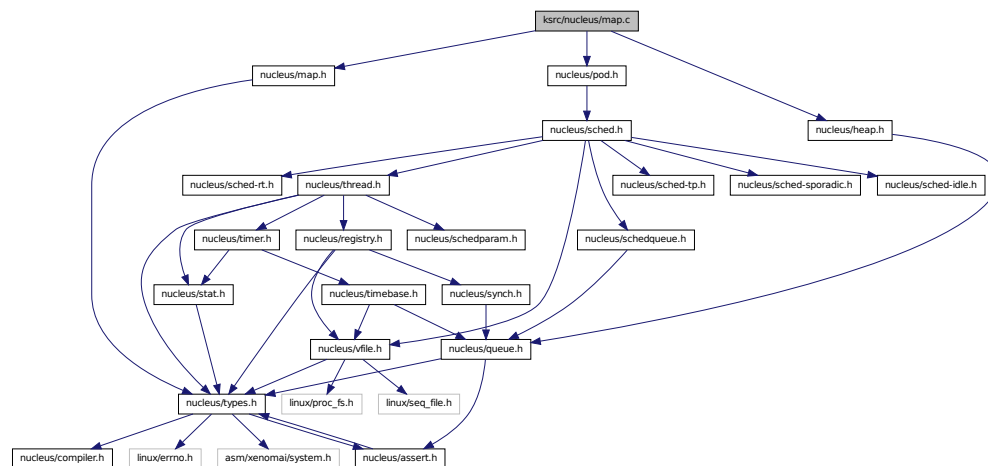 ksrc/nucleus/map.c
nucleus/map.h
nucleus/pod.h
nucleus/sched.h
nucleus/heap.h
nucleus/sched-rt.h
nucleus/thread.h
nucleus/sched-tp.h
nucleus/sched-sporadic.h
nucleus/sched-idle.h
nucleus/timer.h
nucleus/registry.h
nucleus/schedparam.h
nucleus/schedqueue.h
nucleus/stat.h
nucleus/timebase.h
nucleus/synch.h
nucleus/vfile.h
nucleus/queue.h
nucleus/types.h
linux/proc_fs.h
linux/seq_file.h
nucleus/compiler.h
linux/errno.h
asm/xenomai/system.h
nucleus/assert.h